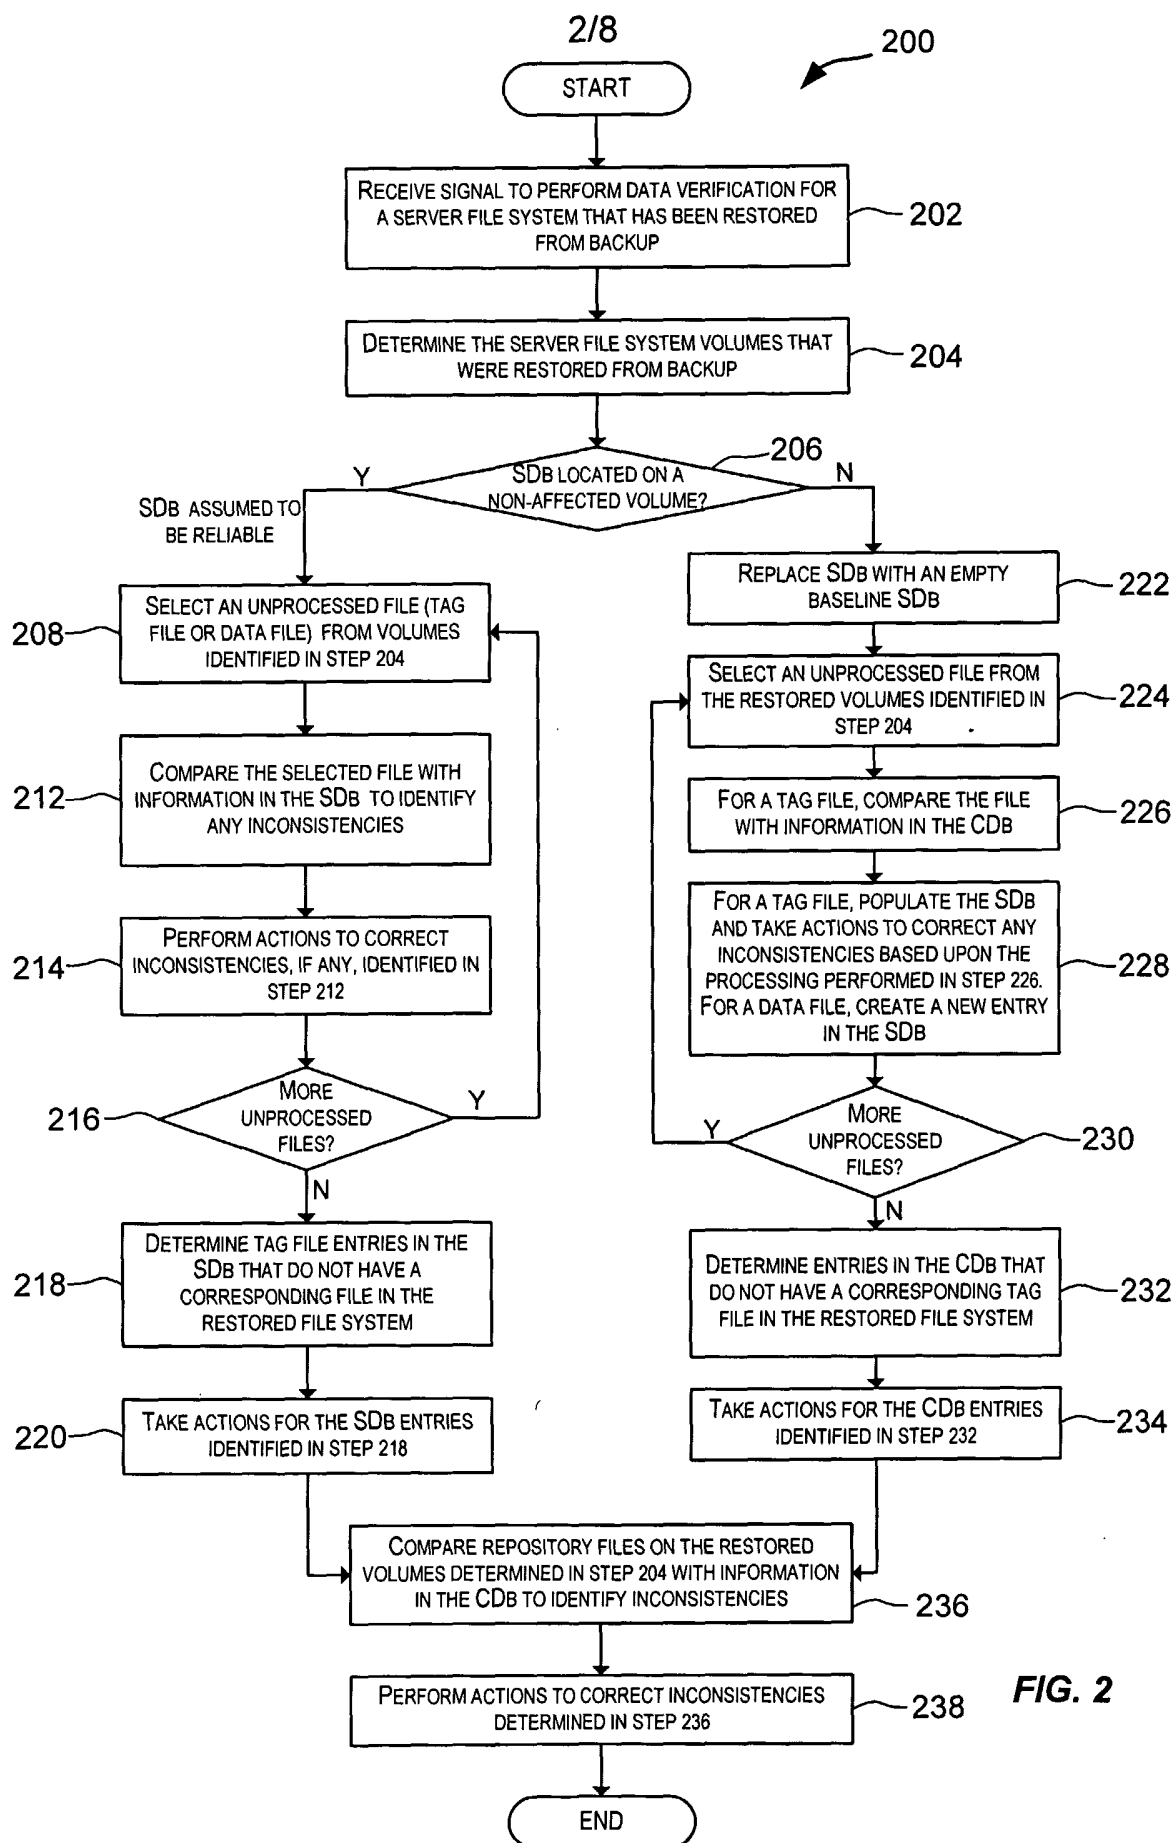 2/8
200
START
RECEIVE SIGNAL TO PERFORM DATA VERIFICATION FOR
A SERVER FILE SYSTEM THAT HAS BEEN RESTORED
FROM BACKUP
202
DETERMINE THE SERVER FILE SYSTEM VOLUMES THAT
WERE RESTORED FROM BACKUP
204
206
SDB LOCATED ON A
NON-AFFECTED VOLUME?
Y
N
SDB ASSUMED TO
BE RELIABLE
SELECT AN UNPROCESSED FILE (TAG
FILE OR DATA FILE) FROM VOLUMES
IDENTIFIED IN STEP 204
208
COMPARE THE SELECTED FILE WITH
INFORMATION IN THE SDB TO IDENTIFY
ANY INCONSISTENCIES
212
PERFORM ACTIONS TO CORRECT
INCONSISTENCIES, IF ANY, IDENTIFIED IN
STEP 212
214
MORE
UNPROCESSED
FILES?
216
Y
N
DETERMINE TAG FILE ENTRIES IN THE
SDB THAT DO NOT HAVE A
CORRESPONDING FILE IN THE
RESTORED FILE SYSTEM
218
TAKE ACTIONS FOR THE SDB ENTRIES
IDENTIFIED IN STEP 218
220
REPLACE SDB WITH AN EMPTY
BASELINE SDB
222
SELECT AN UNPROCESSED FILE FROM
THE RESTORED VOLUMES IDENTIFIED IN
STEP 204
224
FOR A TAG FILE, COMPARE THE FILE
WITH INFORMATION IN THE CDB
226
FOR A TAG FILE, POPULATE THE SDB
AND TAKE ACTIONS TO CORRECT ANY
INCONSISTENCIES BASED UPON THE
PROCESSING PERFORMED IN STEP 226.
FOR A DATA FILE, CREATE A NEW ENTRY
IN THE SDB
228
MORE
UNPROCESSED
FILES?
230
Y
N
DETERMINE ENTRIES IN THE CDB THAT
DO NOT HAVE A CORRESPONDING TAG
FILE IN THE RESTORED FILE SYSTEM
232
TAKE ACTIONS FOR THE CDB ENTRIES
IDENTIFIED IN STEP 232
234
COMPARE REPOSITORY FILES ON THE RESTORED
VOLUMES DETERMINED IN STEP 204 WITH INFORMATION
IN THE CDB TO IDENTIFY INCONSISTENCIES
236
PERFORM ACTIONS TO CORRECT INCONSISTENCIES
DETERMINED IN STEP 236
238
FIG. 2
END